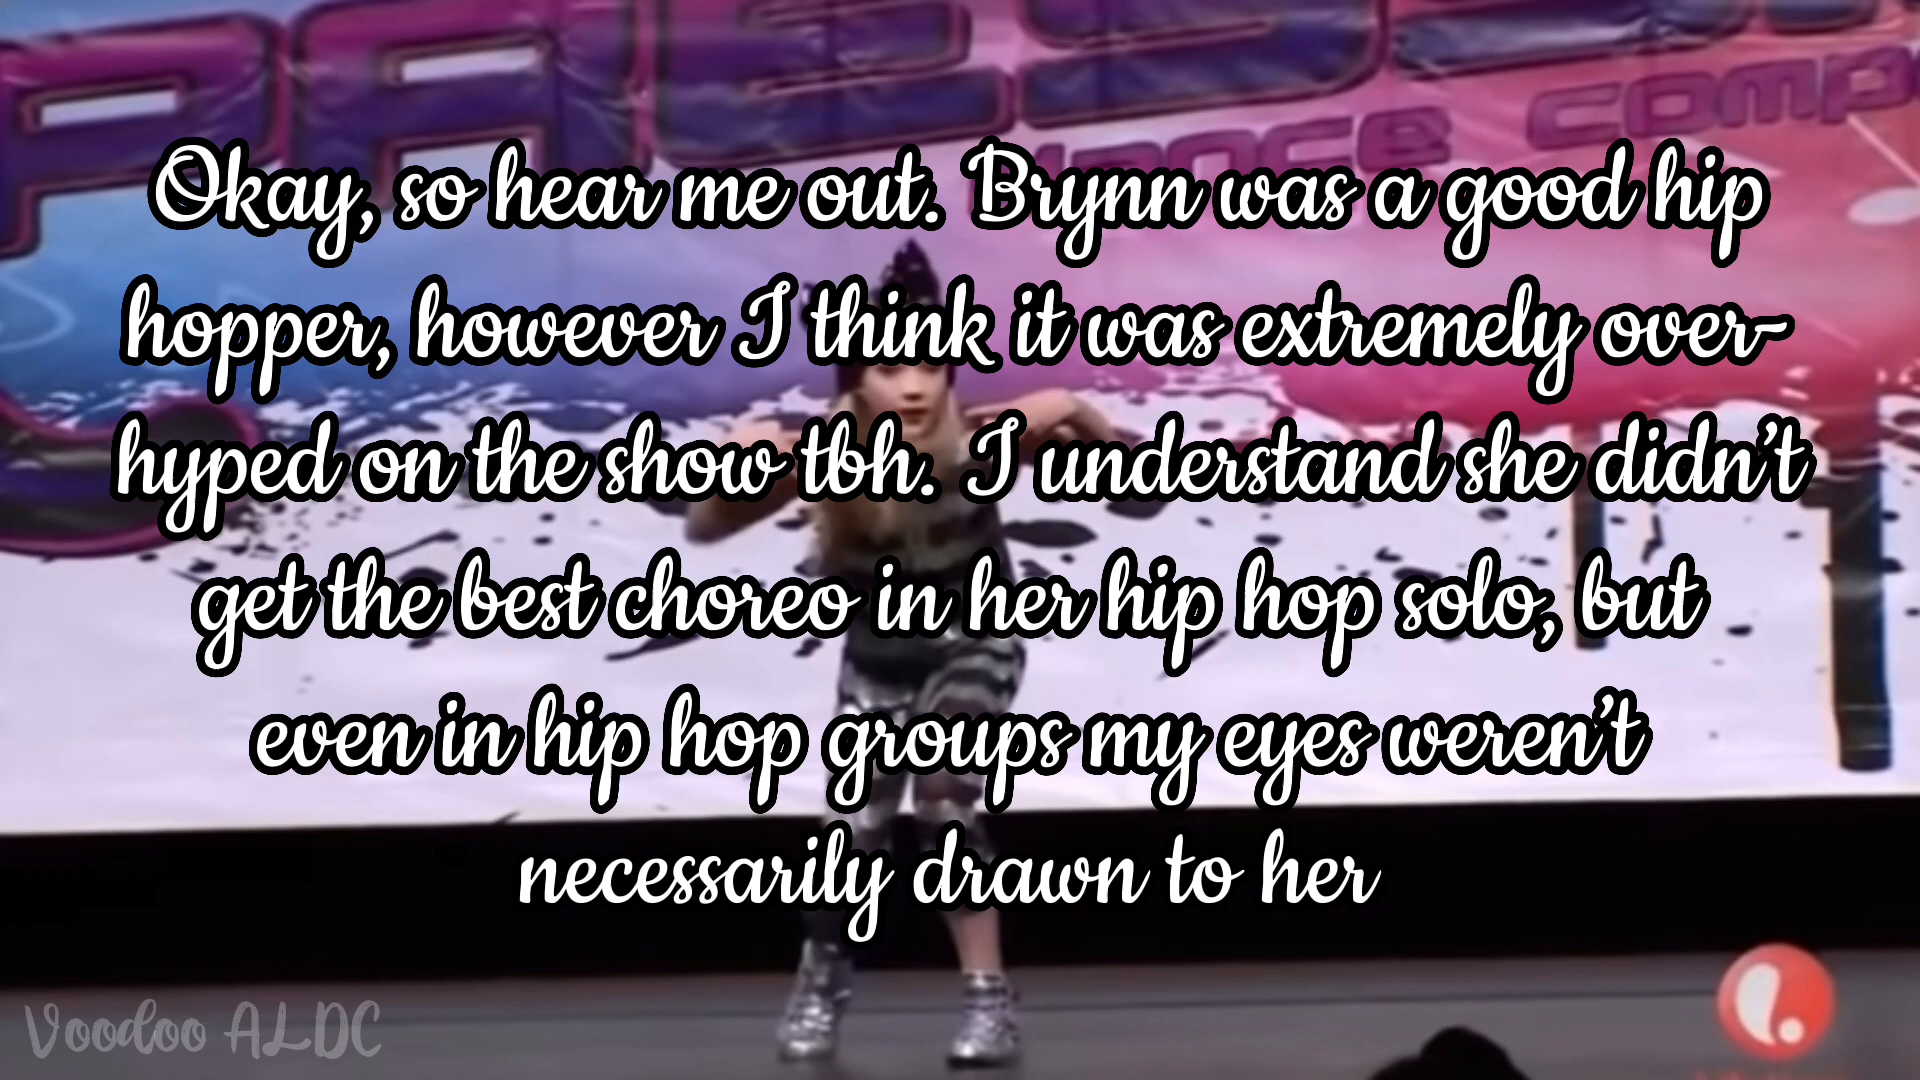 Okay, so hear me out. Brynn was a good hip
hopper, however I think it was extremely over-
hyped on the show tbh. I understand she didn't
get the best choreo in her hip hop solo, but
even in hip hop groups my eyes weren't
necessarily drawn to her
Voodoo ALDC